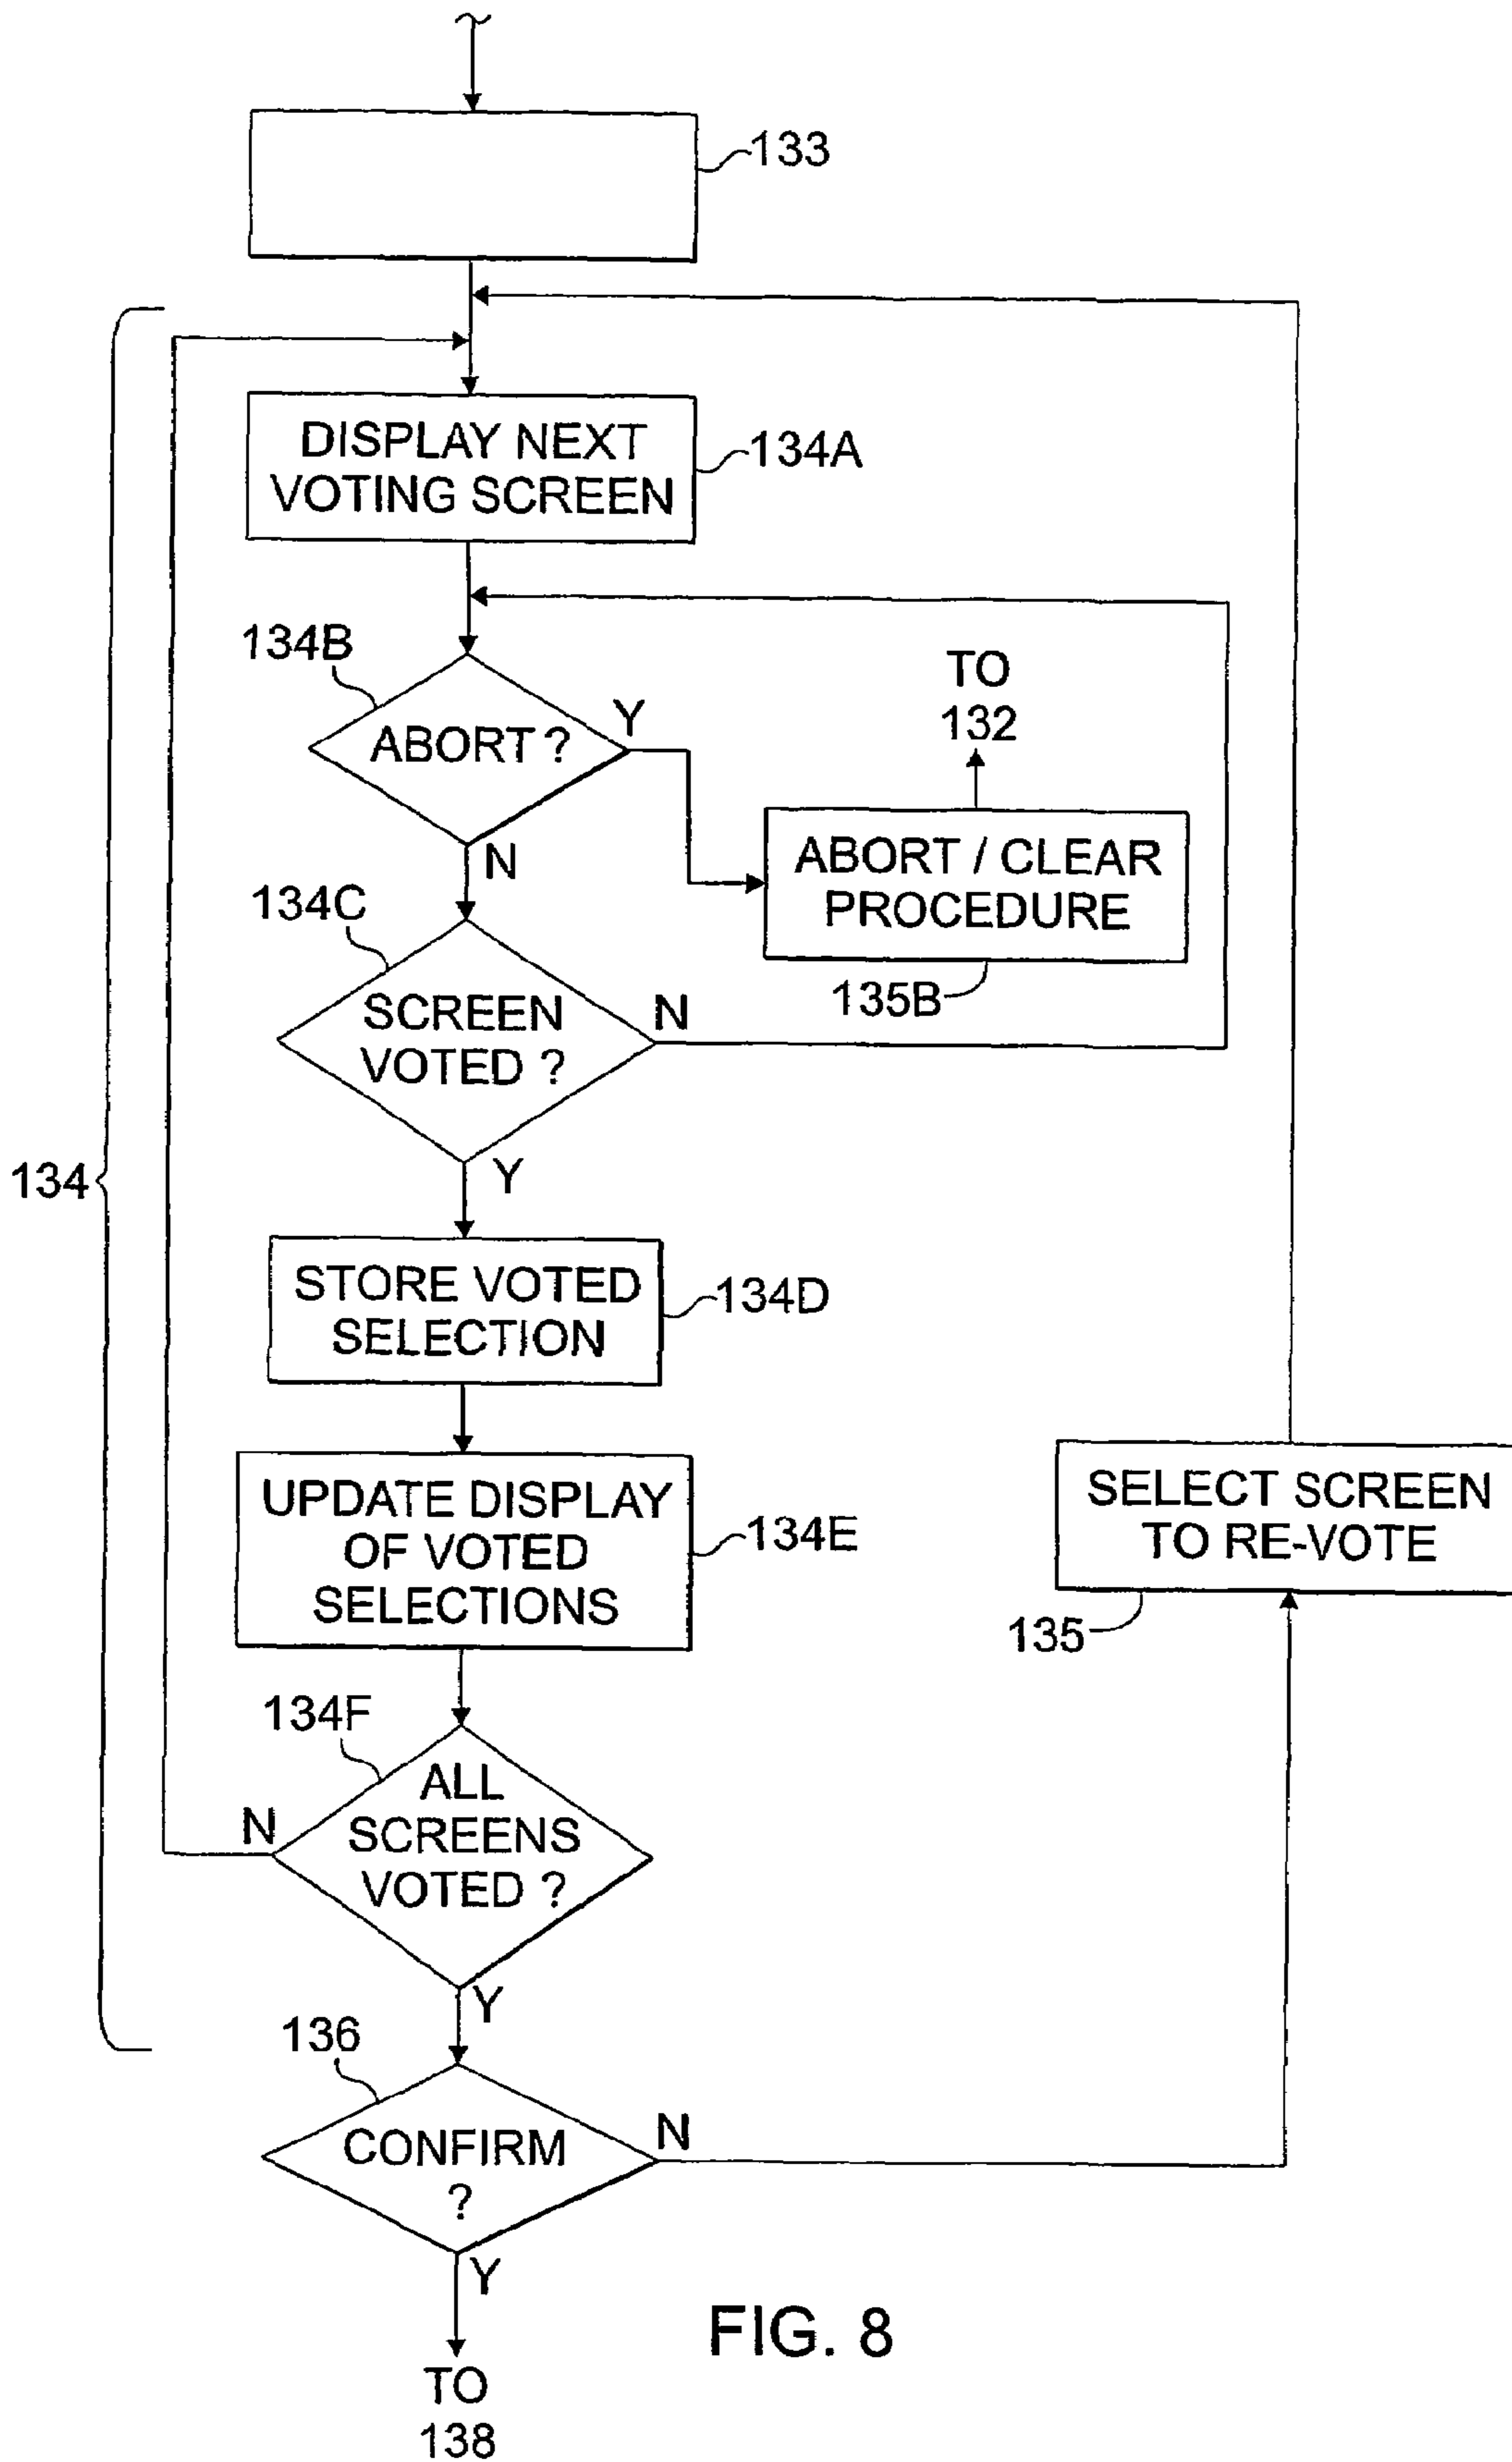 133
DISPLAY NEXT
VOTING SCREEN
134A
134B
ABORT ?
Y
N
TO
132
ABORT / CLEAR
PROCEDURE
135B
134C
SCREEN
VOTED ?
N
Y
134
STORE VOTED
SELECTION
134D
UPDATE DISPLAY
OF VOTED
SELECTIONS
134E
SELECT SCREEN
TO RE-VOTE
135
134F
ALL
SCREENS
VOTED ?
N
Y
136
CONFIRM
?
N
Y
TO
138
FIG. 8